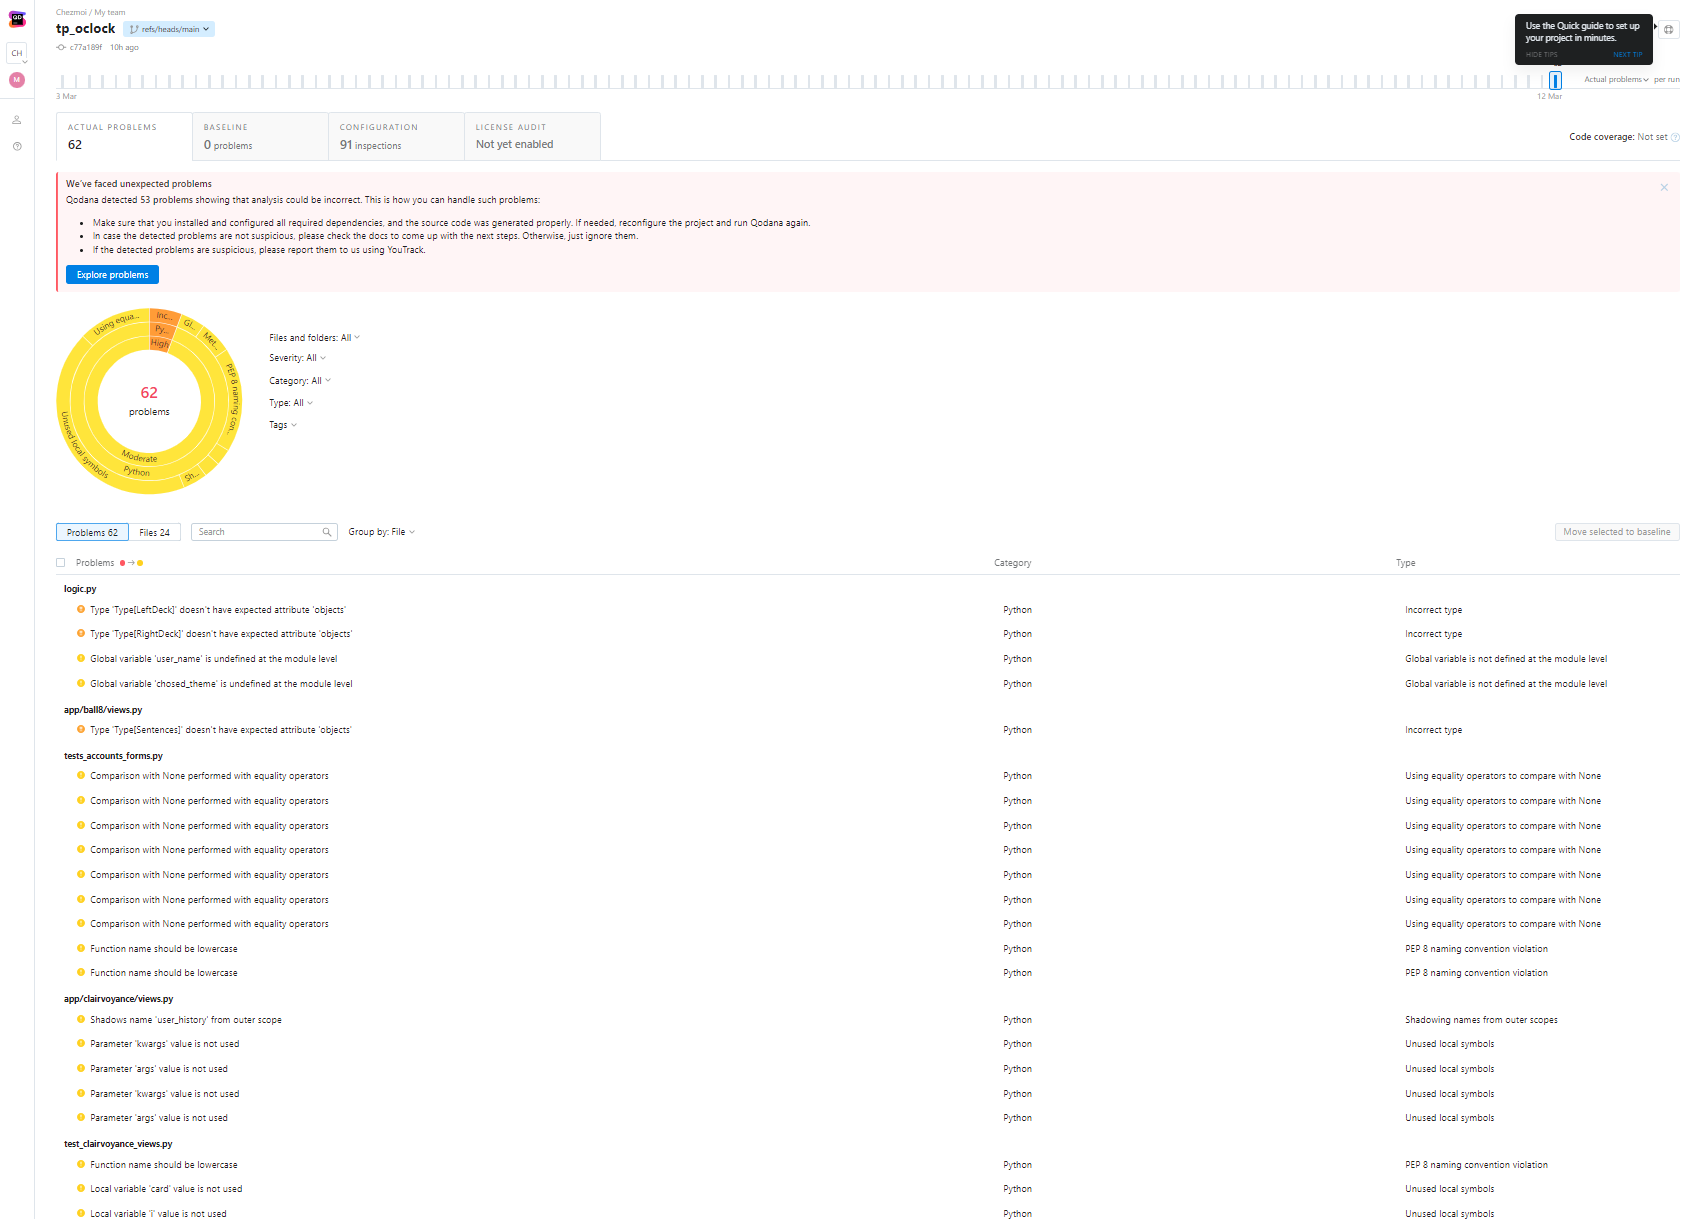 QD
CH
M
Chezmoi / My team
tp_oclock
refs/heads/main
c77a189f 10h ago
Use the Quick guide to set up
your project in minutes.
HIDE TIPS NEXT TIP
Actual problems per run
3 Mar
12 Mar
ACTUAL PROBLEMS
62
BASELINE
0 problems
CONFIGURATION
91 inspections
LICENSE AUDIT
Not yet enabled
Code coverage: Not set
We've faced unexpected problems
Qodana detected 53 problems showing that analysis could be incorrect. This is how you can handle such problems:
• Make sure that you installed and configured all required dependencies, and the source code was generated properly. If needed, reconfigure the project and run Qodana again.
• In case the detected problems are not suspicious, please check the docs to come up with the next steps. Otherwise, just ignore them.
• If the detected problems are suspicious, please report them to us using YouTrack.
Explore problems
Using equa...
Inc...
Gl...
Met...
Py...
High
PEP 8 naming con...
62
problems
Unused local symbols
Moderate
Python
Sh...
Files and folders: All
Severity: All
Category: All
Type: All
Tags
Problems 62
Files 24
Search
Group by: File
Move selected to baseline
Problems Category Type
logic.py
Type 'Type[LeftDeck]' doesn't have expected attribute 'objects' Python Incorrect type
Type 'Type[RightDeck]' doesn't have expected attribute 'objects' Python Incorrect type
Global variable 'user_name' is undefined at the module level Python Global variable is not defined at the module level
Global variable 'chosed_theme' is undefined at the module level Python Global variable is not defined at the module level
app/ball8/views.py
Type 'Type[Sentences]' doesn't have expected attribute 'objects' Python Incorrect type
tests_accounts_forms.py
Comparison with None performed with equality operators Python Using equality operators to compare with None
Comparison with None performed with equality operators Python Using equality operators to compare with None
Comparison with None performed with equality operators Python Using equality operators to compare with None
Comparison with None performed with equality operators Python Using equality operators to compare with None
Comparison with None performed with equality operators Python Using equality operators to compare with None
Comparison with None performed with equality operators Python Using equality operators to compare with None
Comparison with None performed with equality operators Python Using equality operators to compare with None
Function name should be lowercase Python PEP 8 naming convention violation
Function name should be lowercase Python PEP 8 naming convention violation
app/clairvoyance/views.py
Shadows name 'user_history' from outer scope Python Shadowing names from outer scopes
Parameter 'kwargs' value is not used Python Unused local symbols
Parameter 'args' value is not used Python Unused local symbols
Parameter 'kwargs' value is not used Python Unused local symbols
Parameter 'args' value is not used Python Unused local symbols
test_clairvoyance_views.py
Function name should be lowercase Python PEP 8 naming convention violation
Local variable 'card' value is not used Python Unused local symbols
Local variable 'i' value is not used Python Unused local symbols